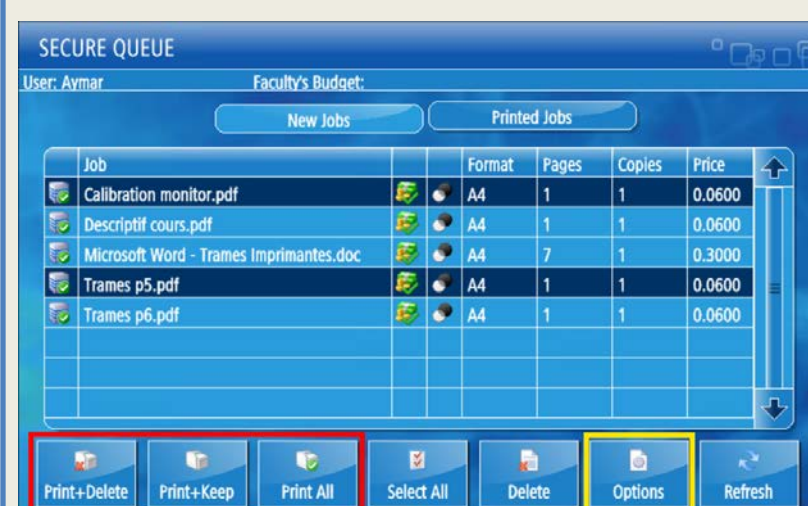 SECURE QUEUE
User: Aymar Faculty's Budget:
New Jobs Printed Jobs
Job Format Pages Copies Price
Calibration monitor.pdf A4 1 1 0.0600
Descriptif cours.pdf A4 1 1 0.0600
Microsoft Word - Trames Imprimantes.doc A4 7 1 0.3000
Trames p5.pdf A4 1 1 0.0600
Trames p6.pdf A4 1 1 0.0600
Print+Delete Print+Keep Print All Select All Delete Options Refresh